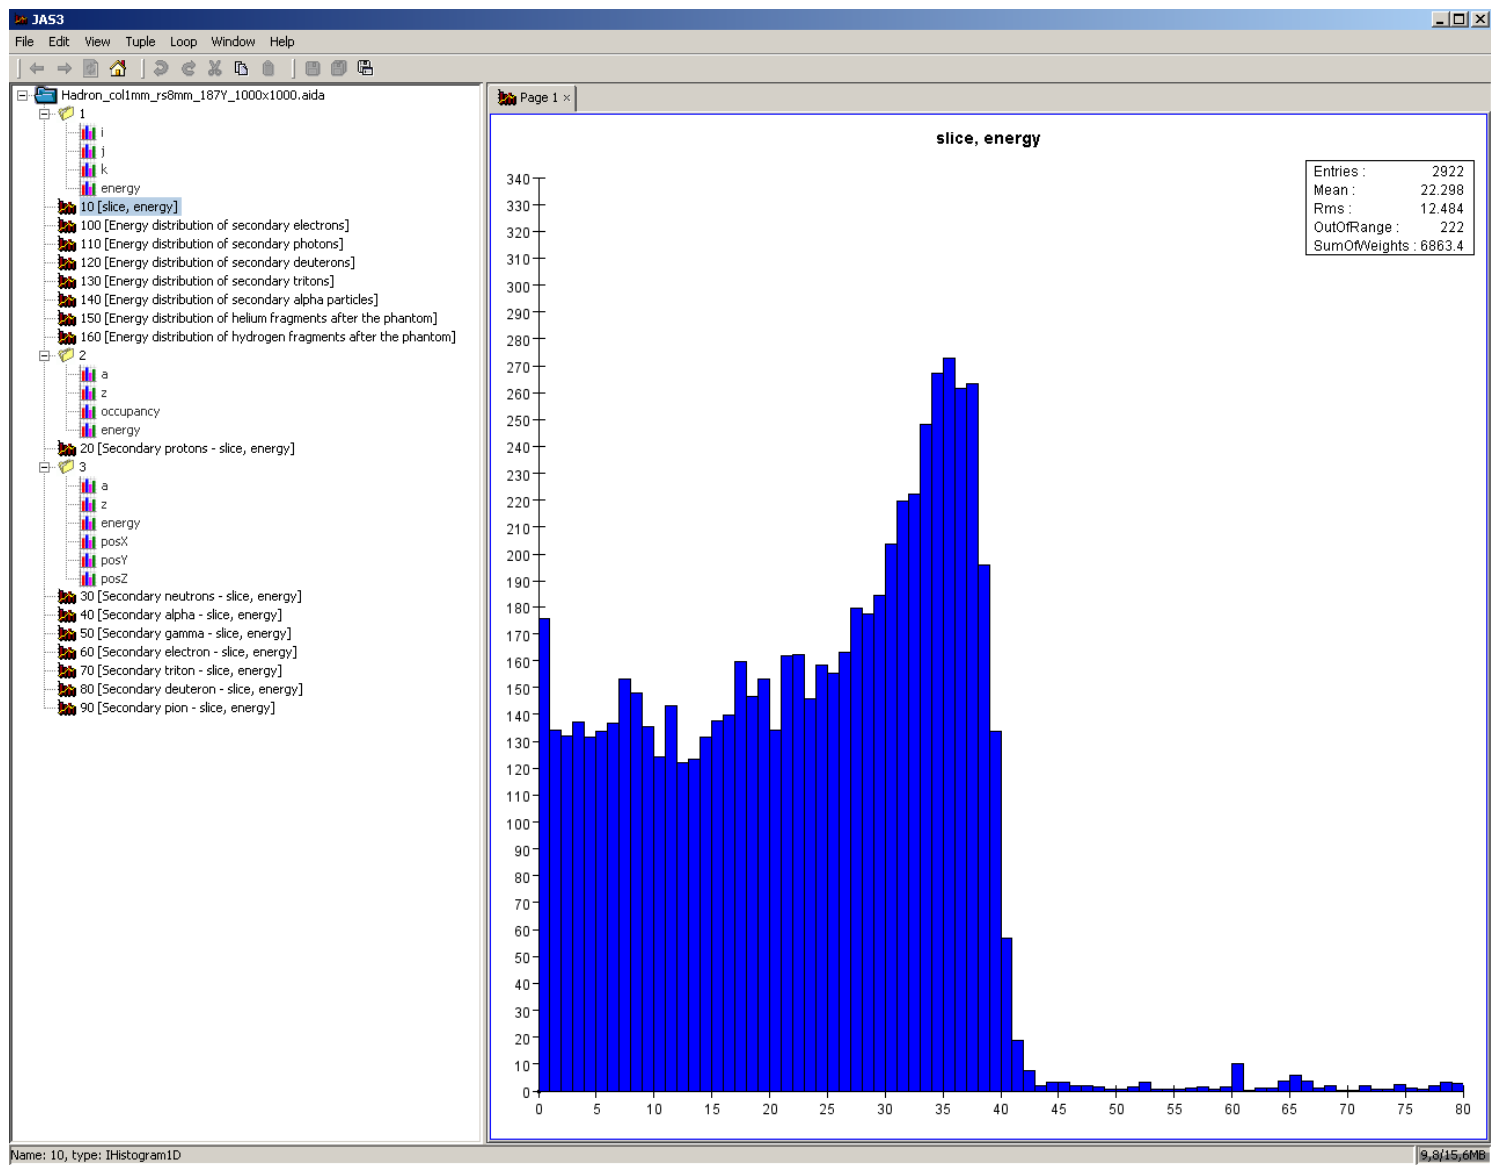 JAS3
File Edit View Tuple Loop Window Help
Hadron_col1mm_rs8mm_187Y_1000x1000.aida
1
i
j
k
energy
10 [slice, energy]
100 [Energy distribution of secondary electrons]
110 [Energy distribution of secondary photons]
120 [Energy distribution of secondary deuterons]
130 [Energy distribution of secondary tritons]
140 [Energy distribution of secondary alpha particles]
150 [Energy distribution of helium fragments after the phantom]
160 [Energy distribution of hydrogen fragments after the phantom]
2
a
z
occupancy
energy
20 [Secondary protons - slice, energy]
3
a
z
energy
posX
posY
posZ
30 [Secondary neutrons - slice, energy]
40 [Secondary alpha - slice, energy]
50 [Secondary gamma - slice, energy]
60 [Secondary electron - slice, energy]
70 [Secondary triton - slice, energy]
80 [Secondary deuteron - slice, energy]
90 [Secondary pion - slice, energy]
Page 1 ×
slice, energy
Entries : 2922
Mean : 22.298
Rms : 12.484
OutOfRange : 222
SumOfWeights : 6863.4
340
330
320
310
300
290
280
270
260
250
240
230
220
210
200
190
180
170
160
150
140
130
120
110
100
90
80
70
60
50
40
30
20
10
0
0 5 10 15 20 25 30 35 40 45 50 55 60 65 70 75 80
Name: 10, type: IHistogram1D
9,8/15,6MB